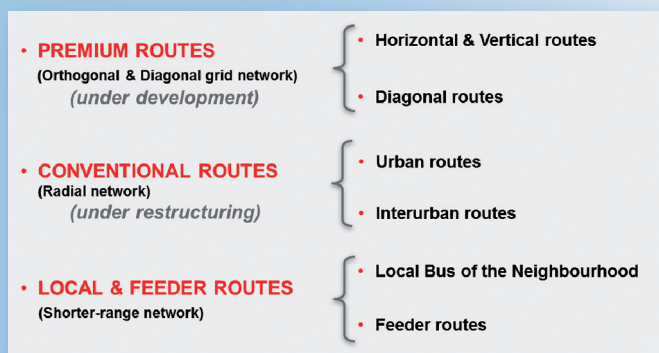 • PREMIUM ROUTES
(Orthogonal & Diagonal grid network)
(under development)
• Horizontal & Vertical routes
• Diagonal routes
• CONVENTIONAL ROUTES
(Radial network)
(under restructuring)
• Urban routes
• Interurban routes
• LOCAL & FEEDER ROUTES
(Shorter-range network)
• Local Bus of the Neighbourhood
• Feeder routes